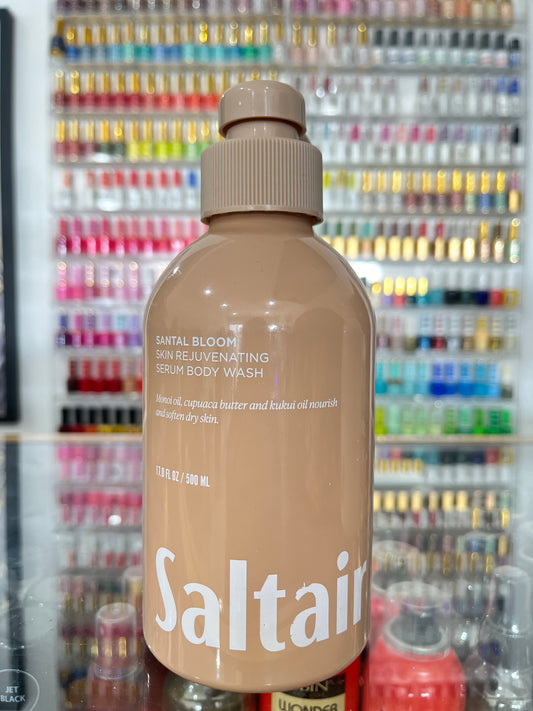 SANTAL BLOOM
SKIN REJUVENATING
SERUM BODY WASH
Monoi oil, cupuaca butter and kukui oil nourish
and soften dry skin.
17.0 FL OZ / 500 ML
Saltair
JET
BLACK
WONDER